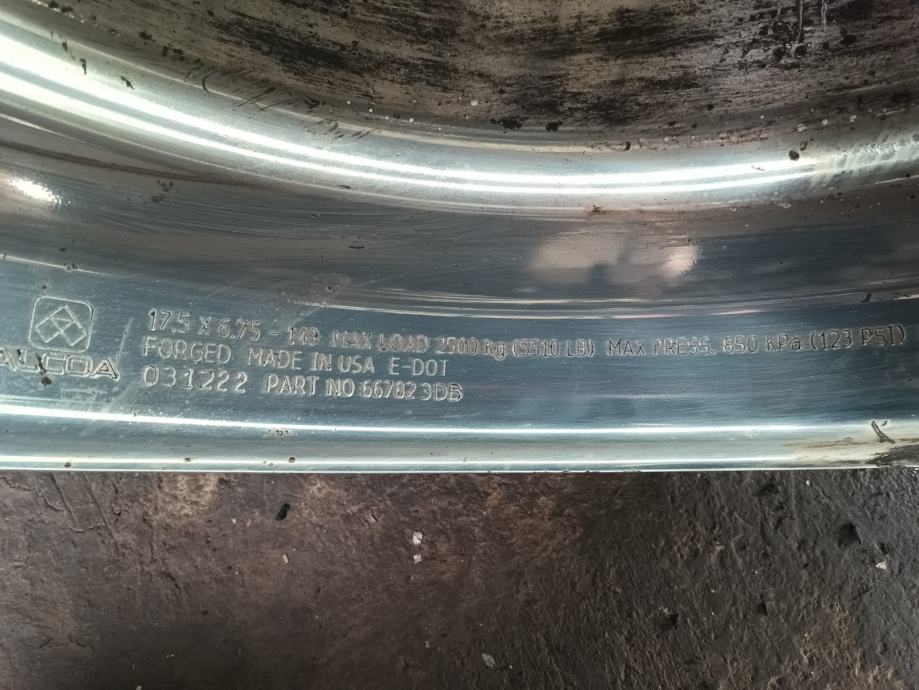 ALCOA
17.5 X 6.75 - 149 MAX LOAD 2500 kg (5510 LB) MAX PRESS. 850 kPa (123 PSI)
FORGED MADE IN USA E-DOT
031222 PART NO 667823DB